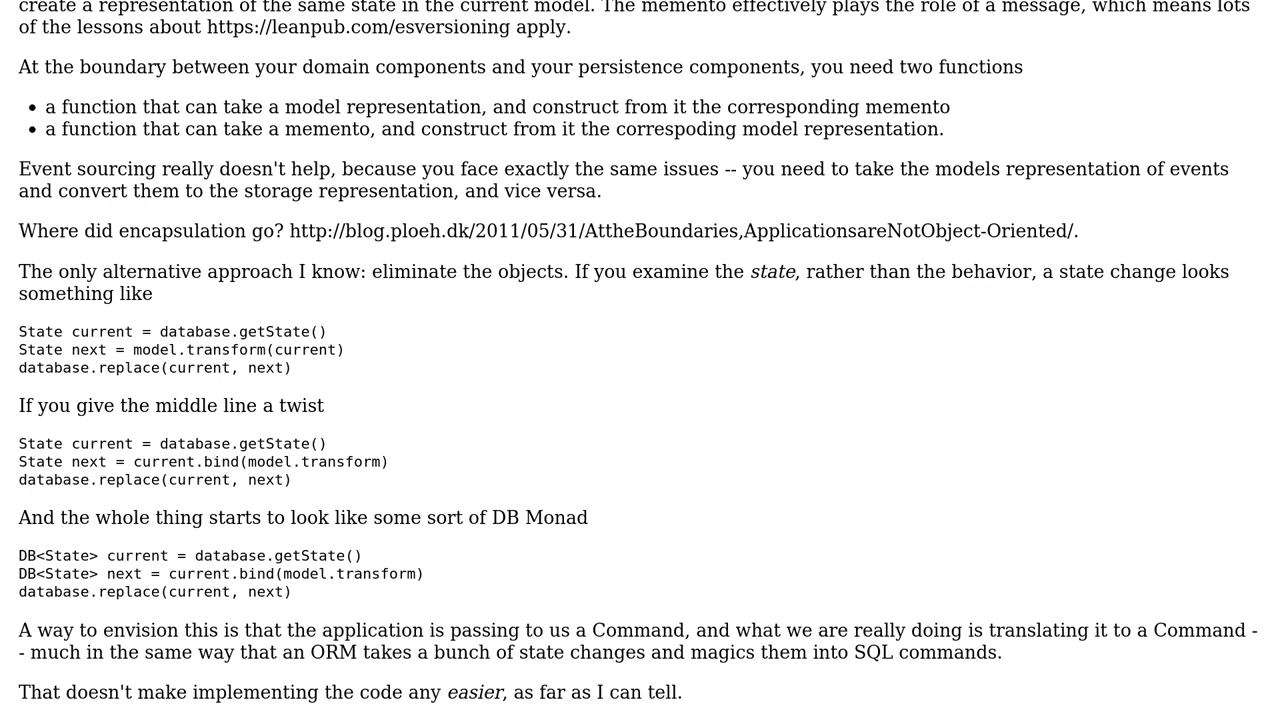 create a representation of the same state in the current model. The memento effectively plays the role of a message, which means lots
of the lessons about https://leanpub.com/esversioning apply.
At the boundary between your domain components and your persistence components, you need two functions
• a function that can take a model representation, and construct from it the corresponding memento
• a function that can take a memento, and construct from it the correspoding model representation.
Event sourcing really doesn't help, because you face exactly the same issues -- you need to take the models representation of events
and convert them to the storage representation, and vice versa.
Where did encapsulation go? http://blog.ploeh.dk/2011/05/31/AttheBoundaries,ApplicationsareNotObject-Oriented/.
The only alternative approach I know: eliminate the objects. If you examine the state, rather than the behavior, a state change looks
something like
State current = database.getState()
State next = model.transform(current)
database.replace(current, next)
If you give the middle line a twist
State current = database.getState()
State next = current.bind(model.transform)
database.replace(current, next)
And the whole thing starts to look like some sort of DB Monad
DB<State> current = database.getState()
DB<State> next = current.bind(model.transform)
database.replace(current, next)
A way to envision this is that the application is passing to us a Command, and what we are really doing is translating it to a Command -
- much in the same way that an ORM takes a bunch of state changes and magics them into SQL commands.
That doesn't make implementing the code any easier, as far as I can tell.